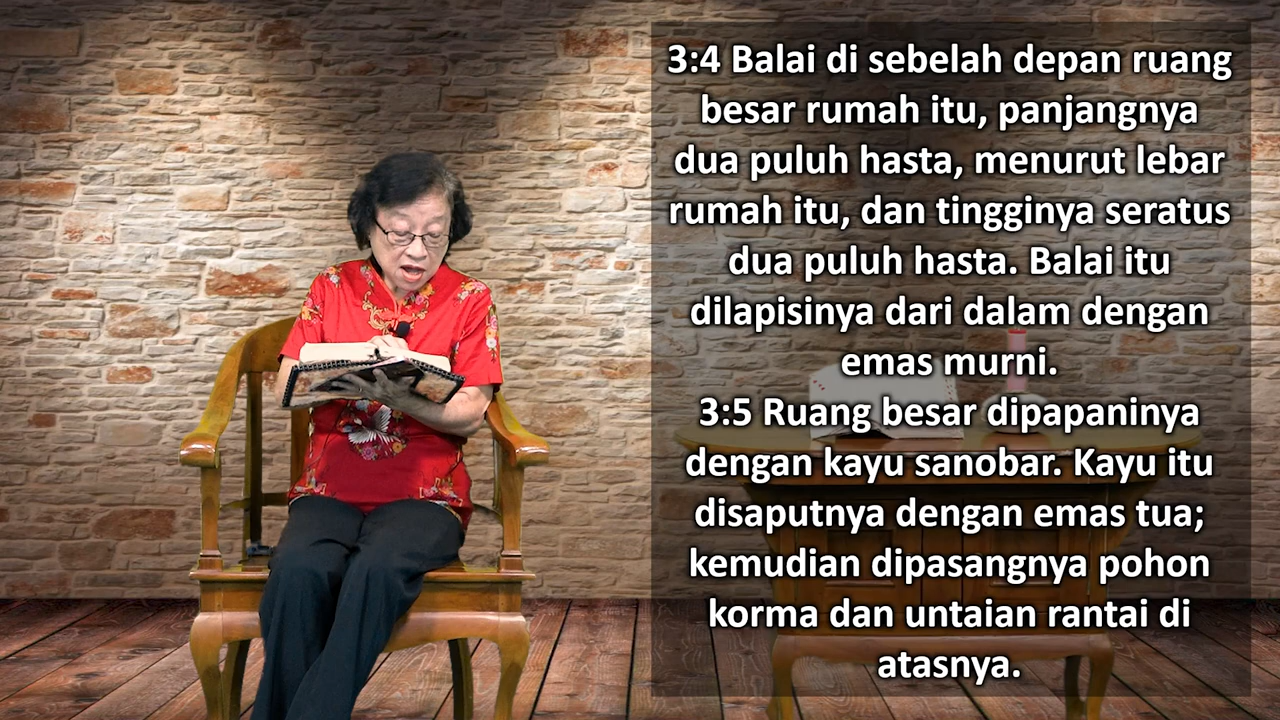 3:4 Balai di sebelah depan ruang
besar rumah itu, panjangnya
dua puluh hasta, menurut lebar
rumah itu, dan tingginya seratus
dua puluh hasta. Balai itu
dilapisinya dari dalam dengan
emas murni.
3:5 Ruang besar dipapaninya
dengan kayu sanobar. Kayu itu
disaputnya dengan emas tua;
kemudian dipasangnya pohon
korma dan untaian rantai di
atasnya.